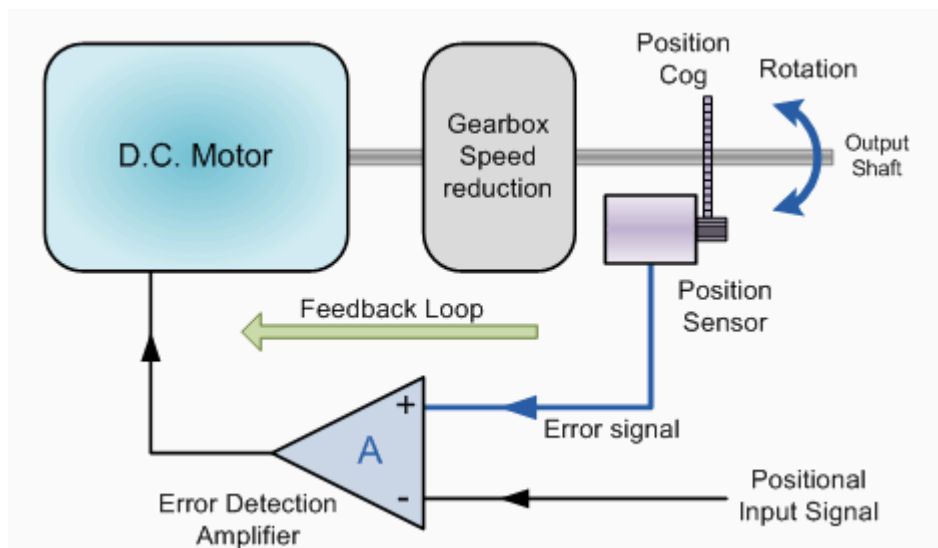 Position
Cog
Rotation
D.C. Motor
Gearbox
Speed
reduction
Output
Shaft
Feedback Loop
Position
Sensor
+
Error signal
A
-
Error Detection
Amplifier
Positional
Input Signal